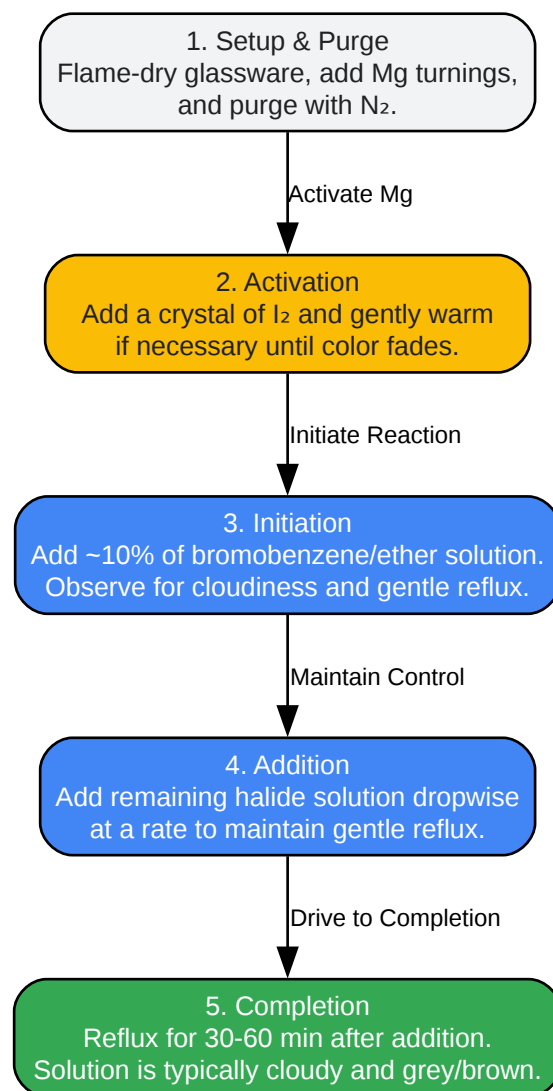 1. Setup & Purge
Flame-dry glassware, add Mg turnings,
and purge with N₂.
Activate Mg
2. Activation
Add a crystal of I₂ and gently warm
if necessary until color fades.
Initiate Reaction
3. Initiation
Add ~10% of bromobenzene/ether solution.
Observe for cloudiness and gentle reflux.
Maintain Control
4. Addition
Add remaining halide solution dropwise
at a rate to maintain gentle reflux.
Drive to Completion
5. Completion
Reflux for 30-60 min after addition.
Solution is typically cloudy and grey/brown.